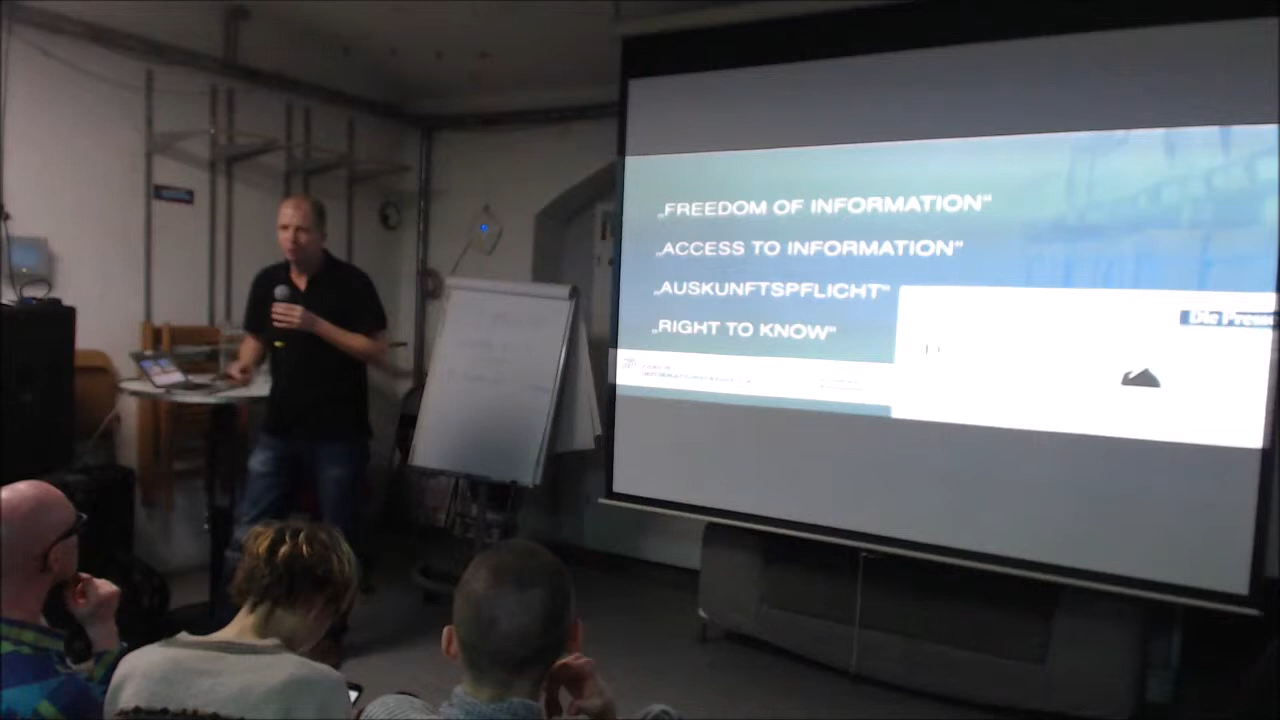 „FREEDOM OF INFORMATION“
„ACCESS TO INFORMATION“
„AUSKUNFTSPFLICHT“
„RIGHT TO KNOW“
Die Presse